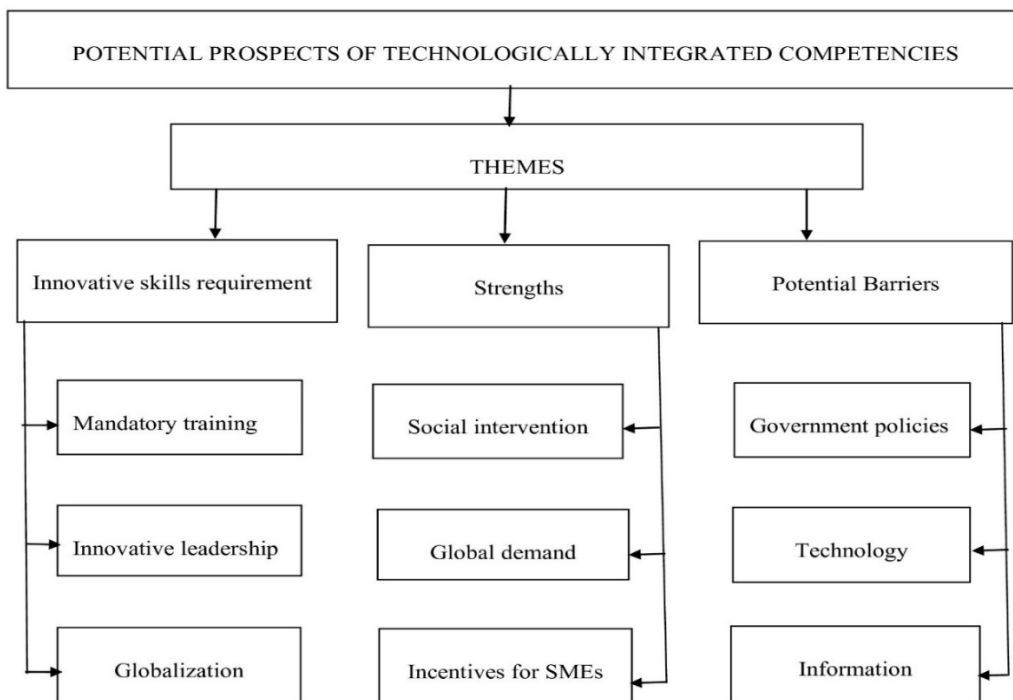 POTENTIAL PROSPECTS OF TECHNOLOGICALLY INTEGRATED COMPETENCIES
THEMES
Innovative skills requirement
Strengths
Potential Barriers
Mandatory training
Social intervention
Government policies
Innovative leadership
Global demand
Technology
Globalization
Incentives for SMEs
Information